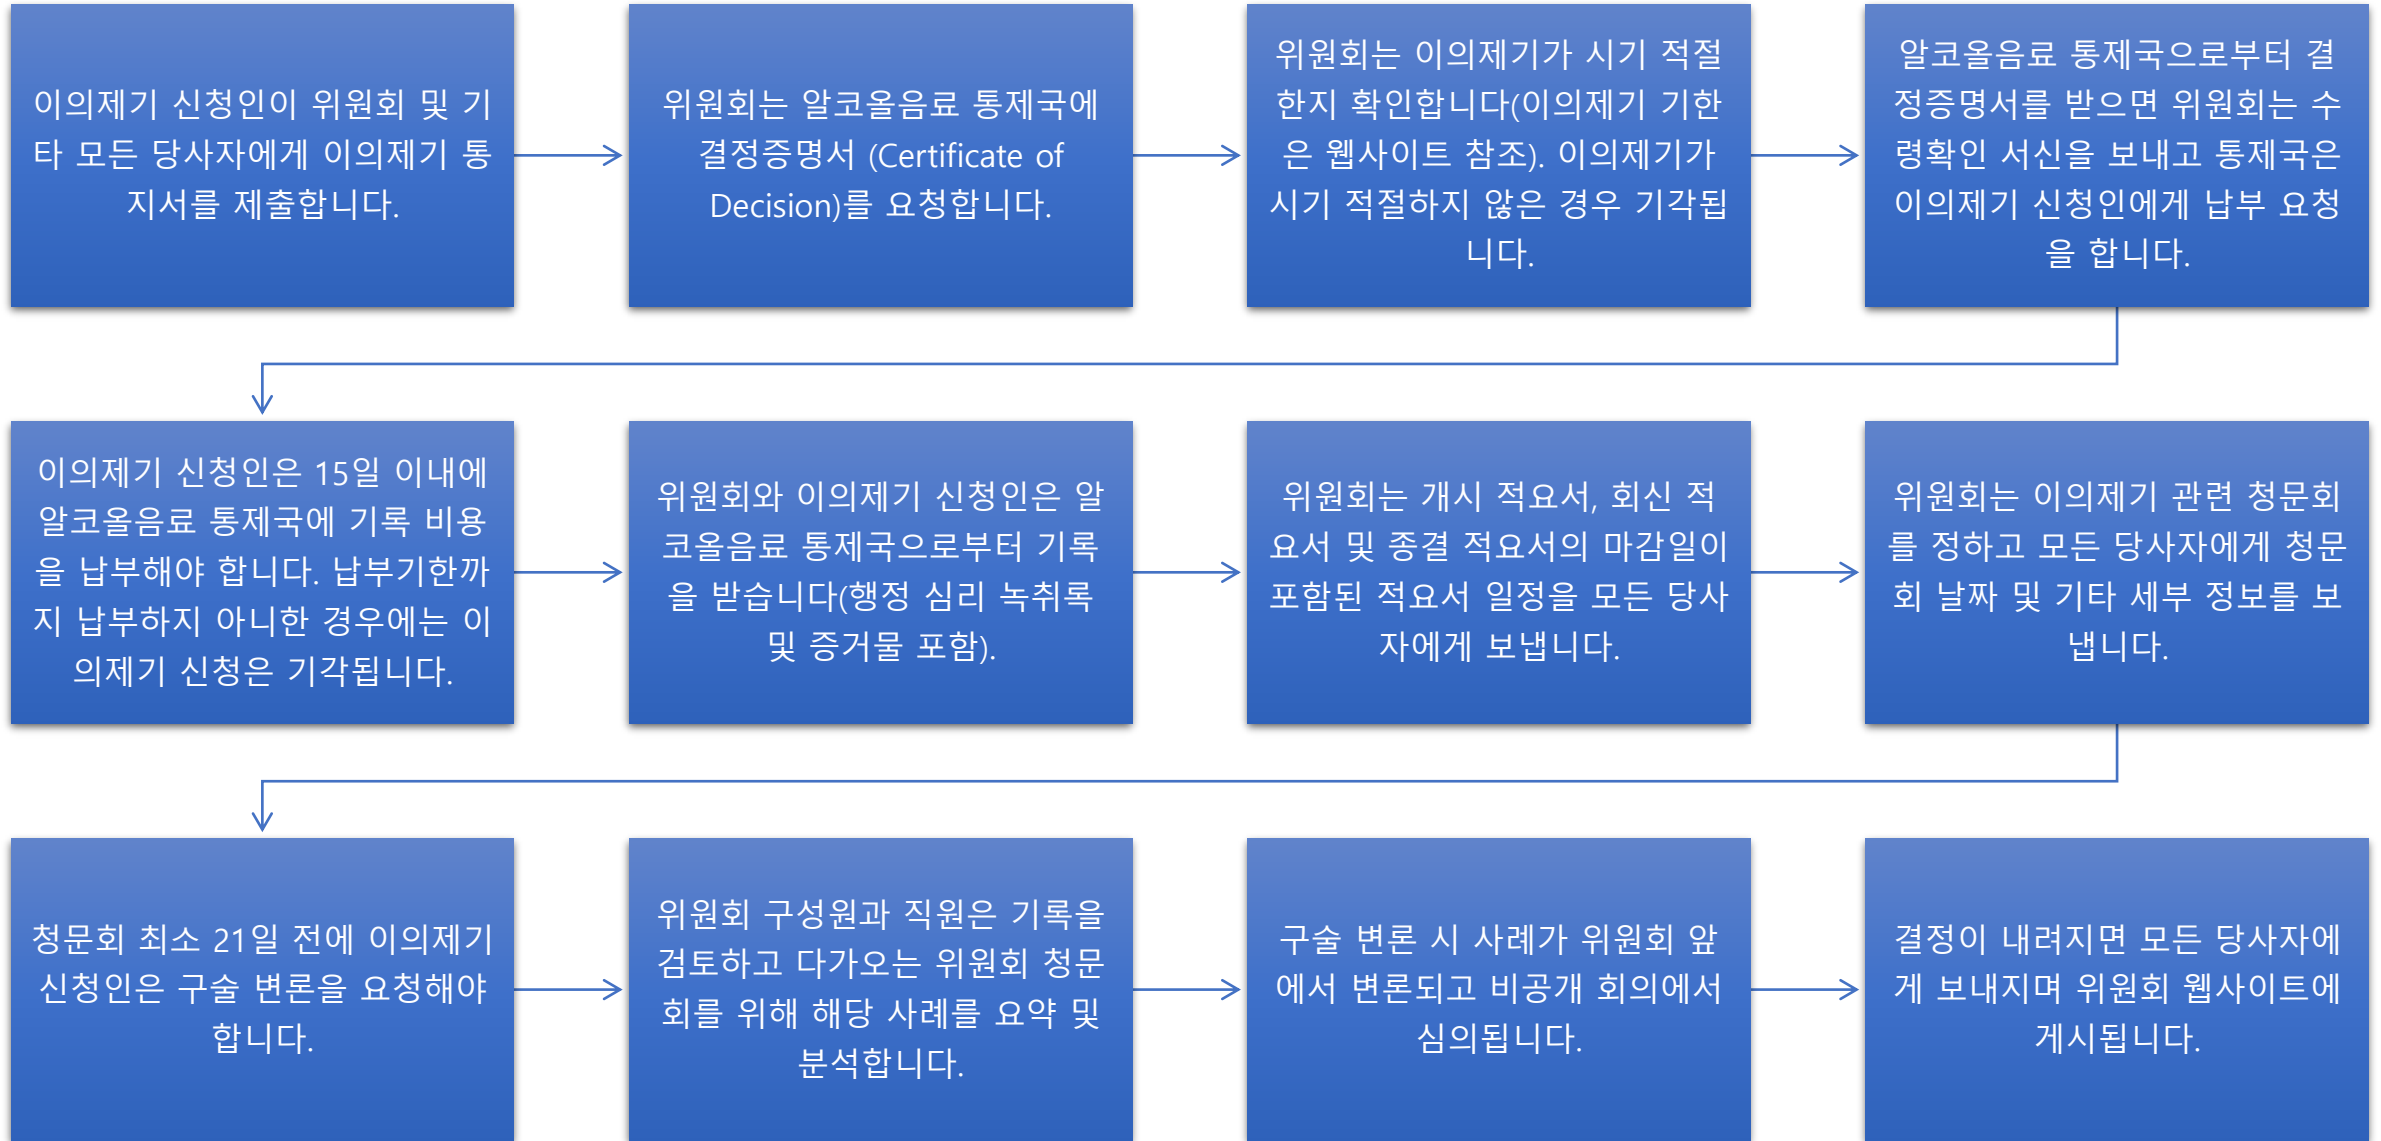 이의제기 신청인이 위원회 및 기
타 모든 당사자에게 이의제기 통
지서를 제출합니다.
위원회는 알코올음료 통제국에
결정증명서 (Certificate of
Decision)를 요청합니다.
위원회는 이의제기가 시기 적절
한지 확인합니다(이의제기 기한
은 웹사이트 참조). 이의제기가
시기 적절하지 않은 경우 기각됩
니다.
알코올음료 통제국으로부터 결
정증명서를 받으면 위원회는 수
령확인 서신을 보내고 통제국은
이의제기 신청인에게 납부 요청
을 합니다.
이의제기 신청인은 15일 이내에
알코올음료 통제국에 기록 비용
을 납부해야 합니다. 납부기한까
지 납부하지 아니한 경우에는 이
의제기 신청은 기각됩니다.
위원회와 이의제기 신청인은 알
코올음료 통제국으로부터 기록
을 받습니다(행정 심리 녹취록
및 증거물 포함).
위원회는 개시 적요서, 회신 적
요서 및 종결 적요서의 마감일이
포함된 적요서 일정을 모든 당사
자에게 보냅니다.
위원회는 이의제기 관련 청문회
를 정하고 모든 당사자에게 청문
회 날짜 및 기타 세부 정보를 보
냅니다.
청문회 최소 21일 전에 이의제기
신청인은 구술 변론을 요청해야
합니다.
위원회 구성원과 직원은 기록을
검토하고 다가오는 위원회 청문
회를 위해 해당 사례를 요약 및
분석합니다.
구술 변론 시 사례가 위원회 앞
에서 변론되고 비공개 회의에서
심의됩니다.
결정이 내려지면 모든 당사자에
게 보내지며 위원회 웹사이트에
게시됩니다.